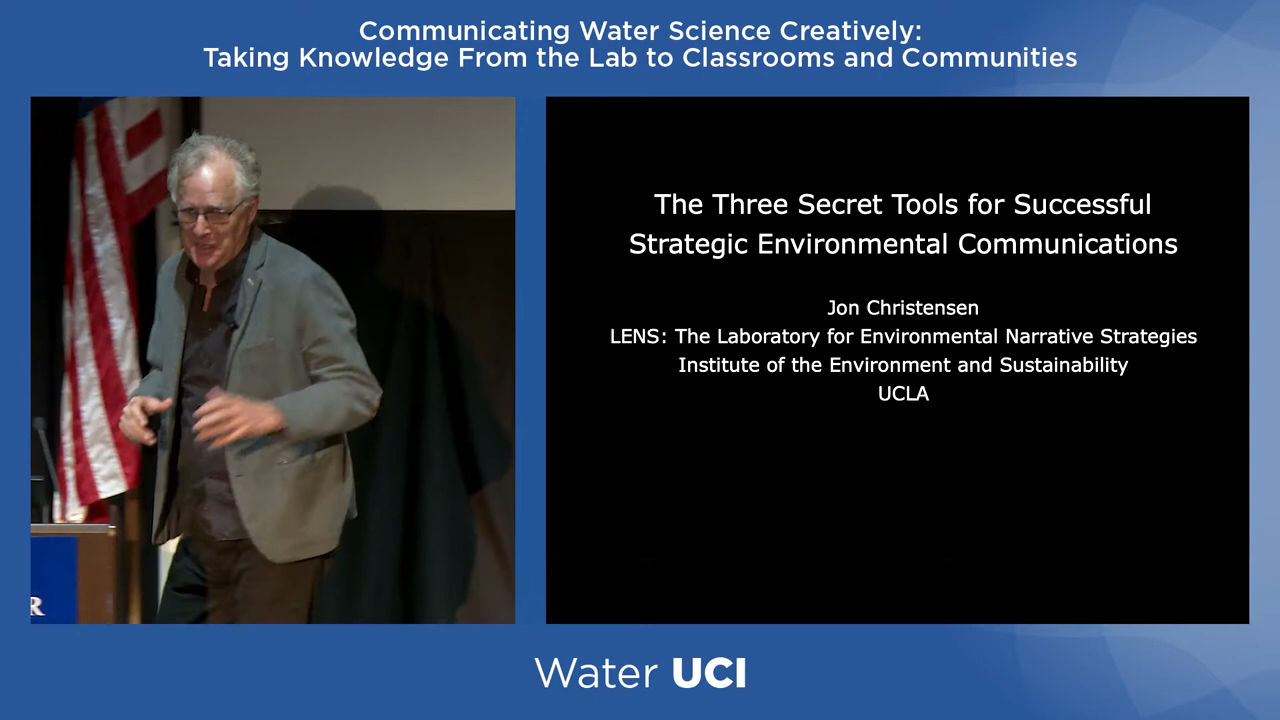 Communicating Water Science Creatively:
Taking Knowledge From the Lab to Classrooms and Communities
The Three Secret Tools for Successful
Strategic Environmental Communications
Jon Christensen
LENS: The Laboratory for Environmental Narrative Strategies
Institute of the Environment and Sustainability
UCLA
R
Water UCI